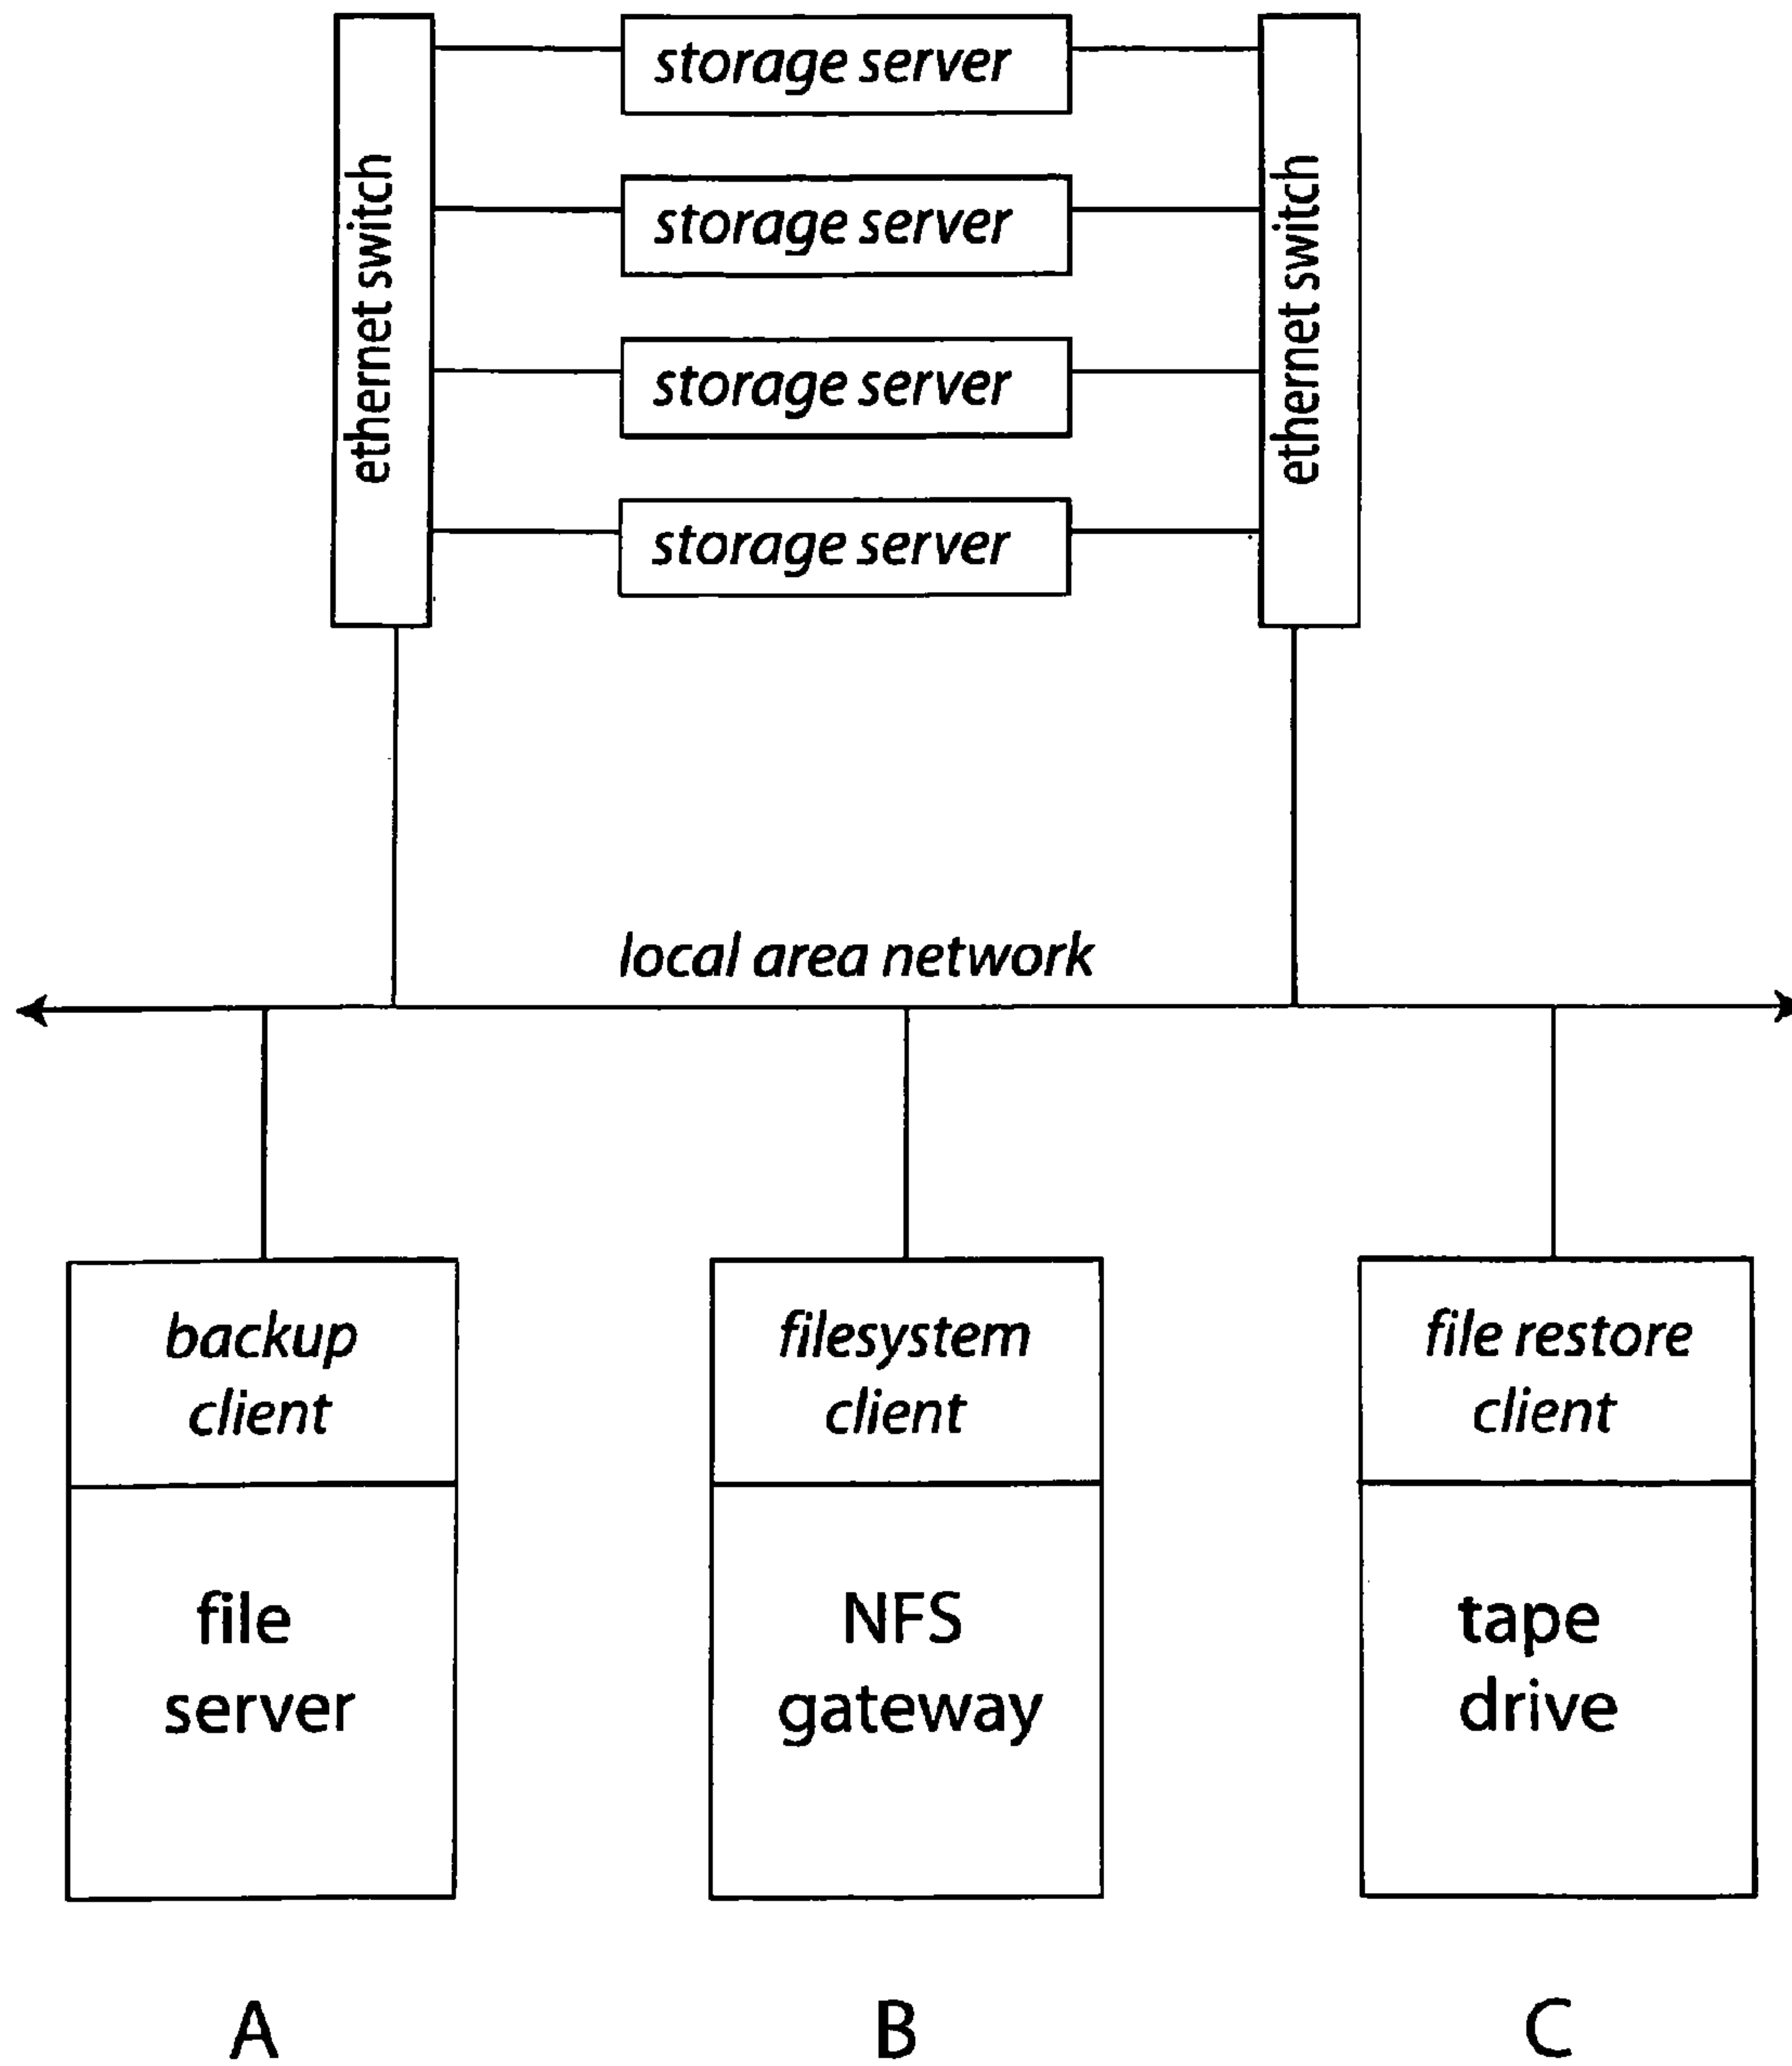 storage server
storage server
storage server
storage server
ethernet switch
ethernet switch
local area network
backup
client
file
server
filesystem
client
NFS
gateway
file restore
client
tape
drive
A
B
C